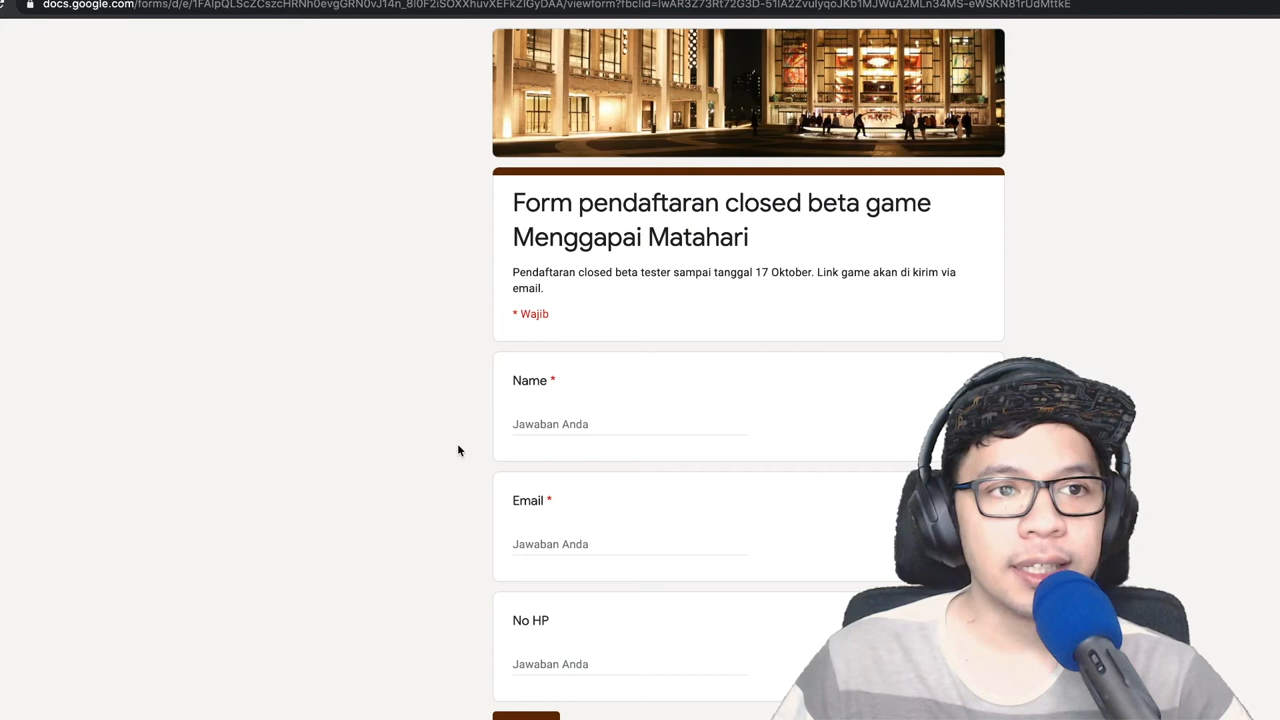 docs.google.com
Form pendaftaran closed beta game
Menggapai Matahari
Pendaftaran closed beta tester sampai tanggal 17 Oktober. Link game akan di kirim via
email.
* Wajib
Name *
Jawaban Anda
Email *
Jawaban Anda
No HP
Jawaban Anda